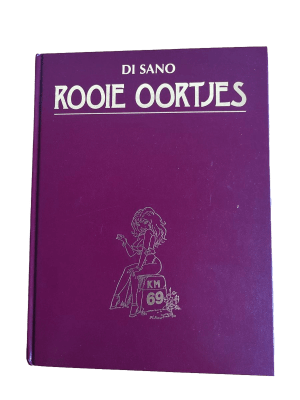 DI SANO
ROOIE OORTJES
KM
69